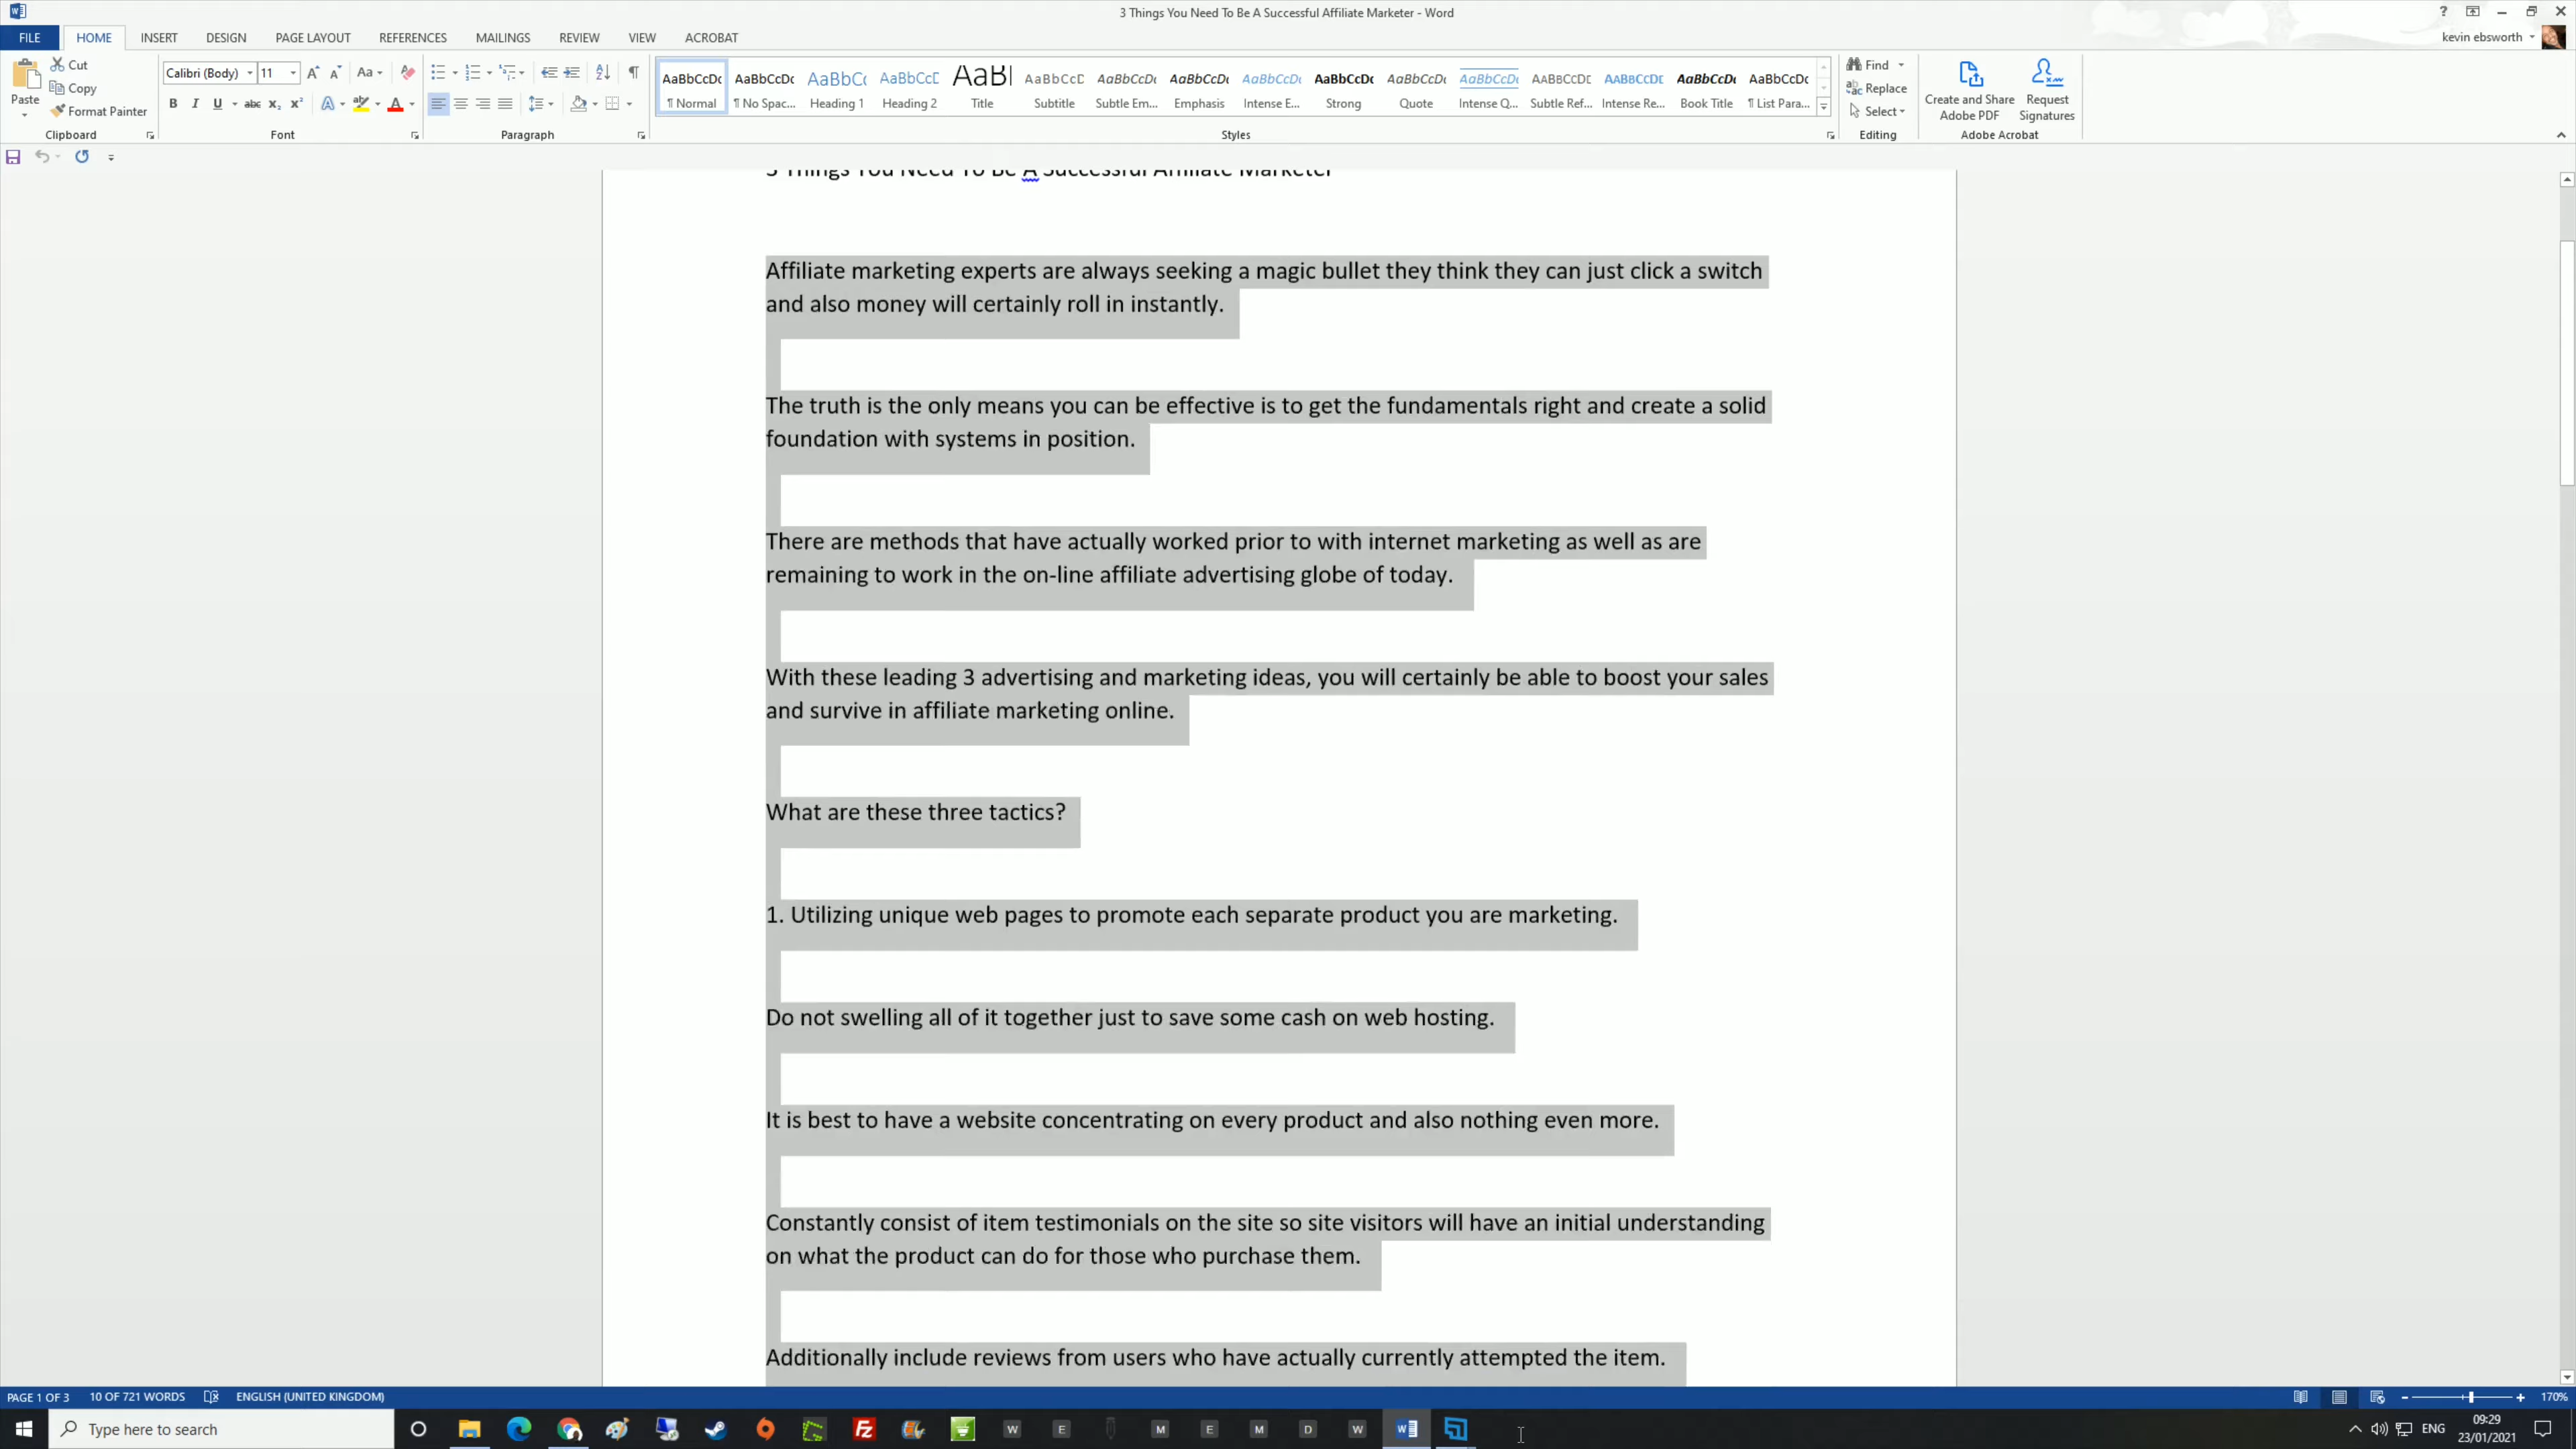 3 Things You Need To Be A Successful Affiliate Marketer - Word
?
kevin ebsworth
FILE HOME INSERT DESIGN PAGE LAYOUT REFERENCES MAILINGS REVIEW VIEW ACROBAT
Paste
Cut
Copy
Format Painter
Clipboard
Calibri (Body) 11
Font
Paragraph
AaBbCcDc AaBbCcDc AaBbCc AaBbCcD AaBl AaBbCcD AaBbCcDc AaBbCcDc AaBbCcDc AaBbCcDc AaBbCcDc AaBbCcDc AABBCCDD AABBCCDD AaBbCcDc AaBbCcDc
¶ Normal ¶ No Spac... Heading 1 Heading 2 Title Subtitle Subtle Em... Emphasis Intense E... Strong Quote Intense Q... Subtle Ref... Intense Re... Book Title ¶ List Para...
Styles
Find
Replace
Select
Editing
Create and Share
Adobe PDF
Request
Signatures
Adobe Acrobat
3 Things You Need To Be A Successful Affiliate Marketer
Affiliate marketing experts are always seeking a magic bullet they think they can just click a switch
and also money will certainly roll in instantly.
The truth is the only means you can be effective is to get the fundamentals right and create a solid
foundation with systems in position.
There are methods that have actually worked prior to with internet marketing as well as are
remaining to work in the on-line affiliate advertising globe of today.
With these leading 3 advertising and marketing ideas, you will certainly be able to boost your sales
and survive in affiliate marketing online.
What are these three tactics?
1. Utilizing unique web pages to promote each separate product you are marketing.
Do not swelling all of it together just to save some cash on web hosting.
It is best to have a website concentrating on every product and also nothing even more.
Constantly consist of item testimonials on the site so site visitors will have an initial understanding
on what the product can do for those who purchase them.
Additionally include reviews from users who have actually currently attempted the item.
PAGE 1 OF 3 10 OF 721 WORDS ENGLISH (UNITED KINGDOM) 170%
Type here to search
W E M E M D W
ENG
09:29
23/01/2021